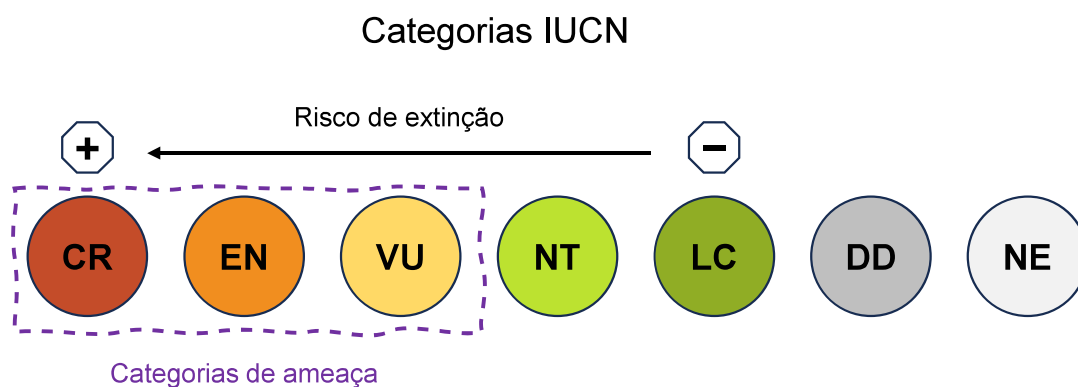 Categorias IUCN
Risco de extinção
+ −
CR EN VU NT LC DD NE
Categorias de ameaça